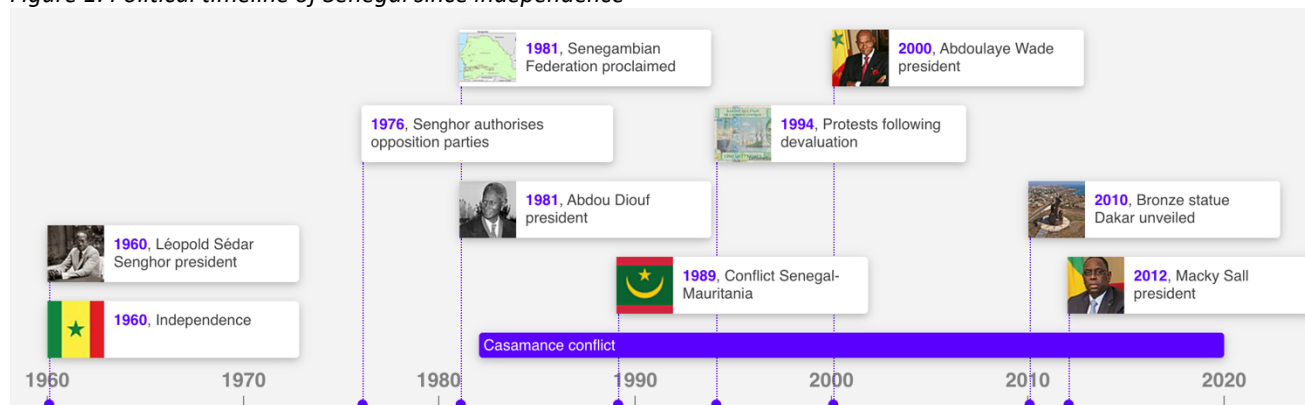 Figure 1: Political timeline of Senegal since independence
1981, Senegambian
Federation proclaimed
2000, Abdoulaye Wade
president
1976, Senghor authorises
opposition parties
1994, Protests following
devaluation
1981, Abdou Diouf
president
2010, Bronze statue
Dakar unveiled
1960, Léopold Sédar
Senghor president
1989, Conflict Senegal-
Mauritania
2012, Macky Sall
president
1960, Independence
Casamance conflict
1960 1970 1980 1990 2000 2010 2020